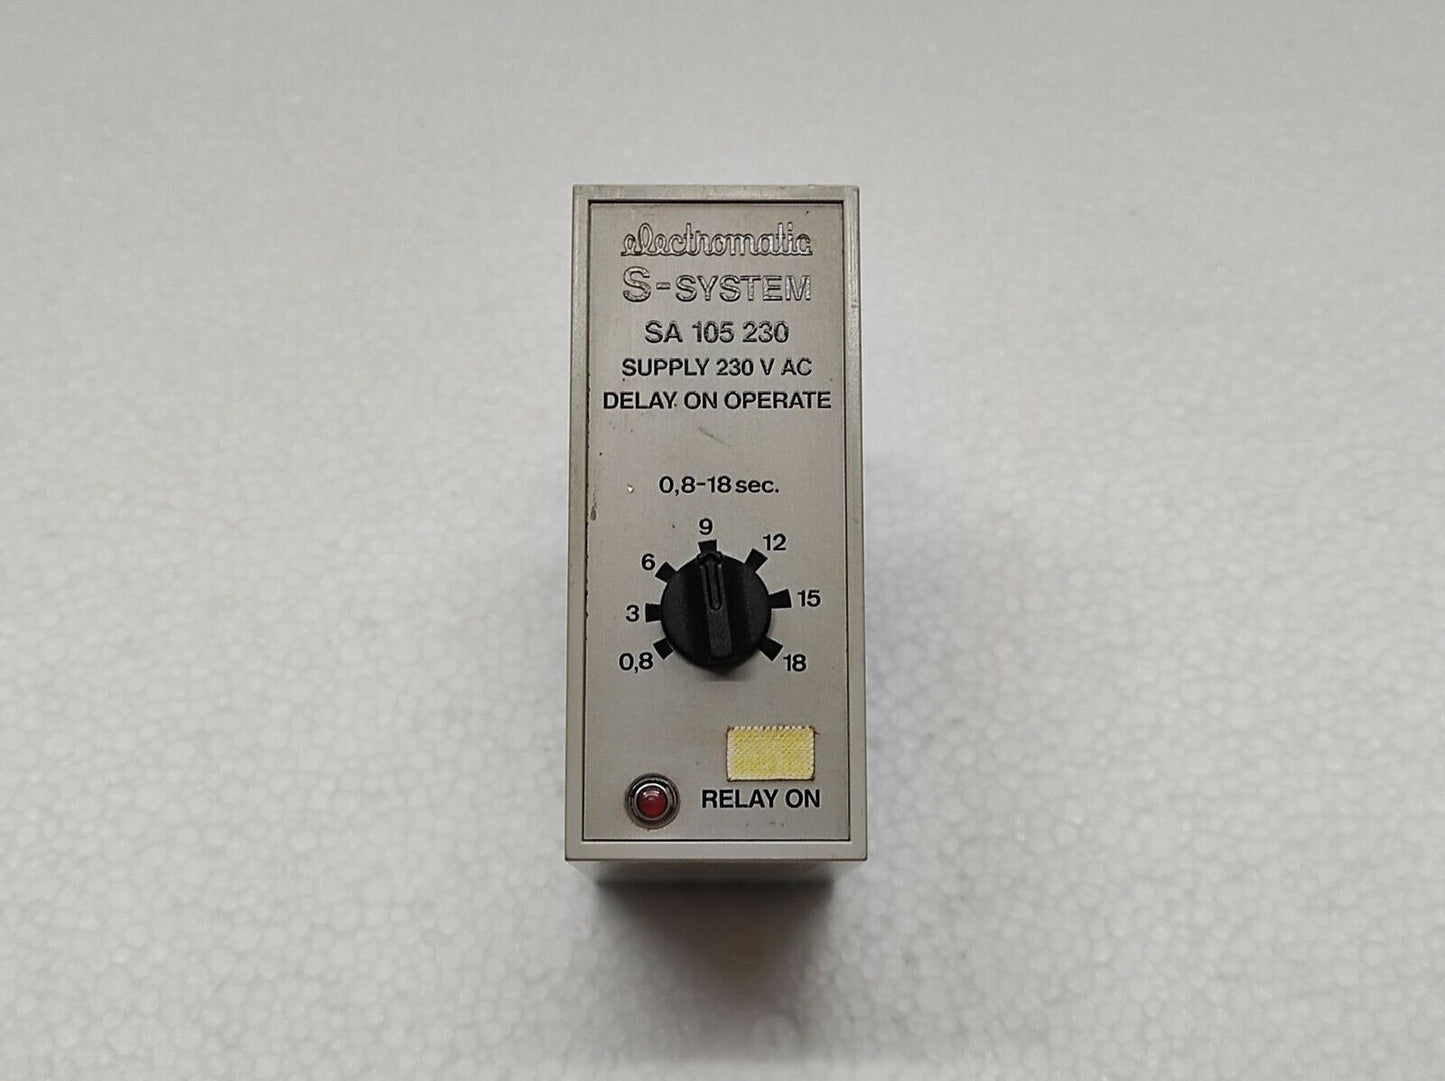 electromatic
S-SYSTEM
SA 105 230
SUPPLY 230 V AC
DELAY ON OPERATE
0,8-18 sec.
9
6
12
3
15
0,8
18
RELAY ON